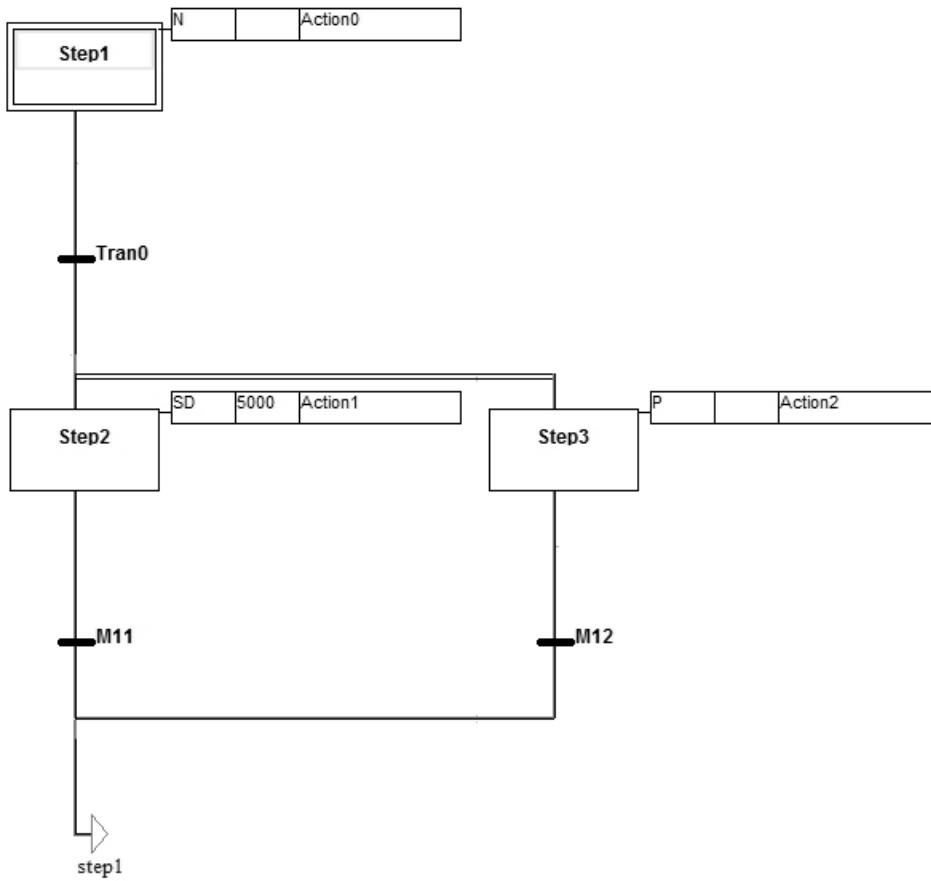 N Action0
Step1
Tran0
SD 5000 Action1
P Action2
Step2
Step3
M11
M12
step1